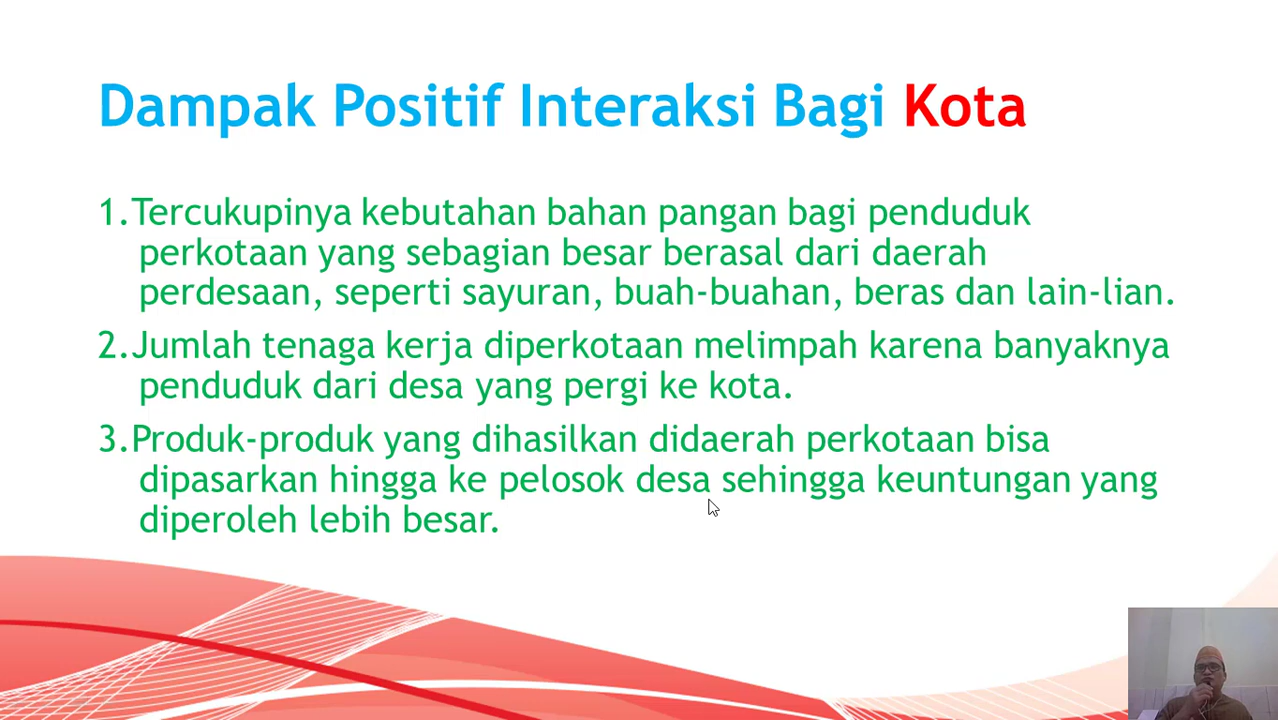 Dampak Positif Interaksi Bagi Kota
1.Tercukupinya kebutahan bahan pangan bagi penduduk
perkotaan yang sebagian besar berasal dari daerah
perdesaan, seperti sayuran, buah-buahan, beras dan lain-lian.
2.Jumlah tenaga kerja diperkotaan melimpah karena banyaknya
penduduk dari desa yang pergi ke kota.
3.Produk-produk yang dihasilkan didaerah perkotaan bisa
dipasarkan hingga ke pelosok desa sehingga keuntungan yang
diperoleh lebih besar.